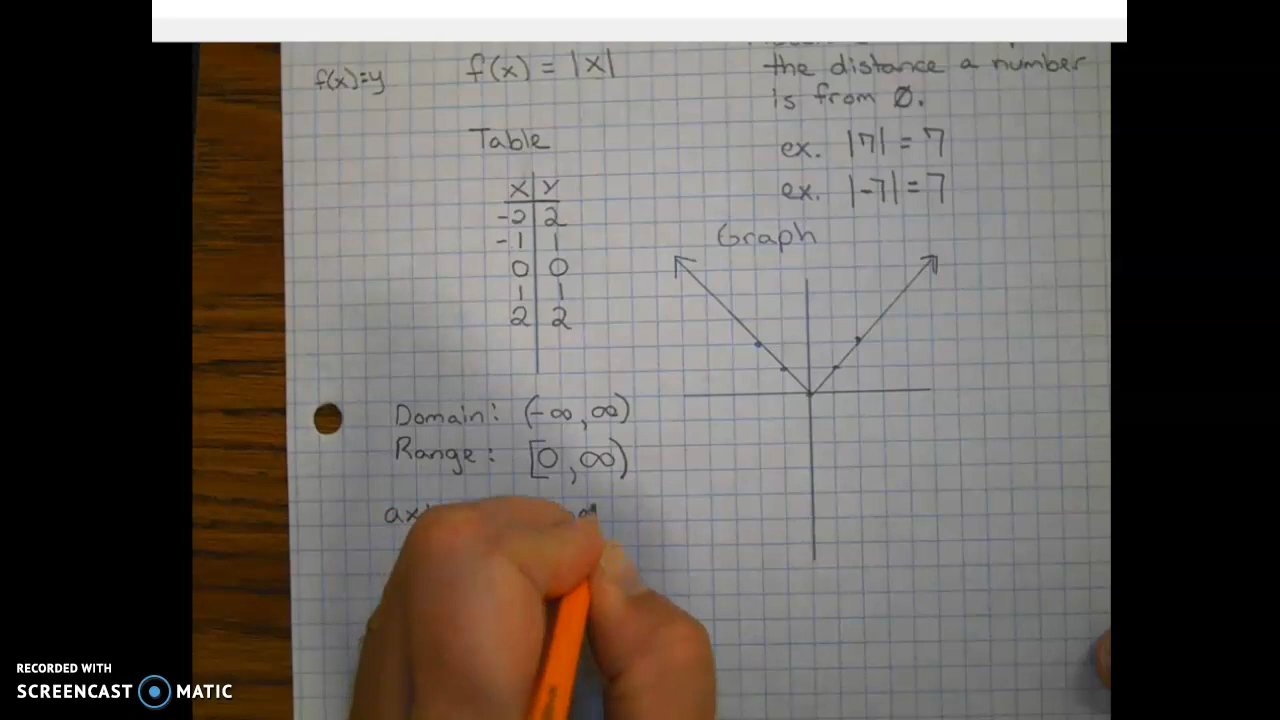 the distance a number
is from 0.
f(x)=y
f(x) = |x|
Table
ex. |7| = 7
ex. |-7| = 7
X Y
-2 2
-1 1
0 0
1 1
2 2
Graph
Domain: (-∞, ∞)
Range: [0, ∞)
RECORDED WITH
SCREENCAST MATIC